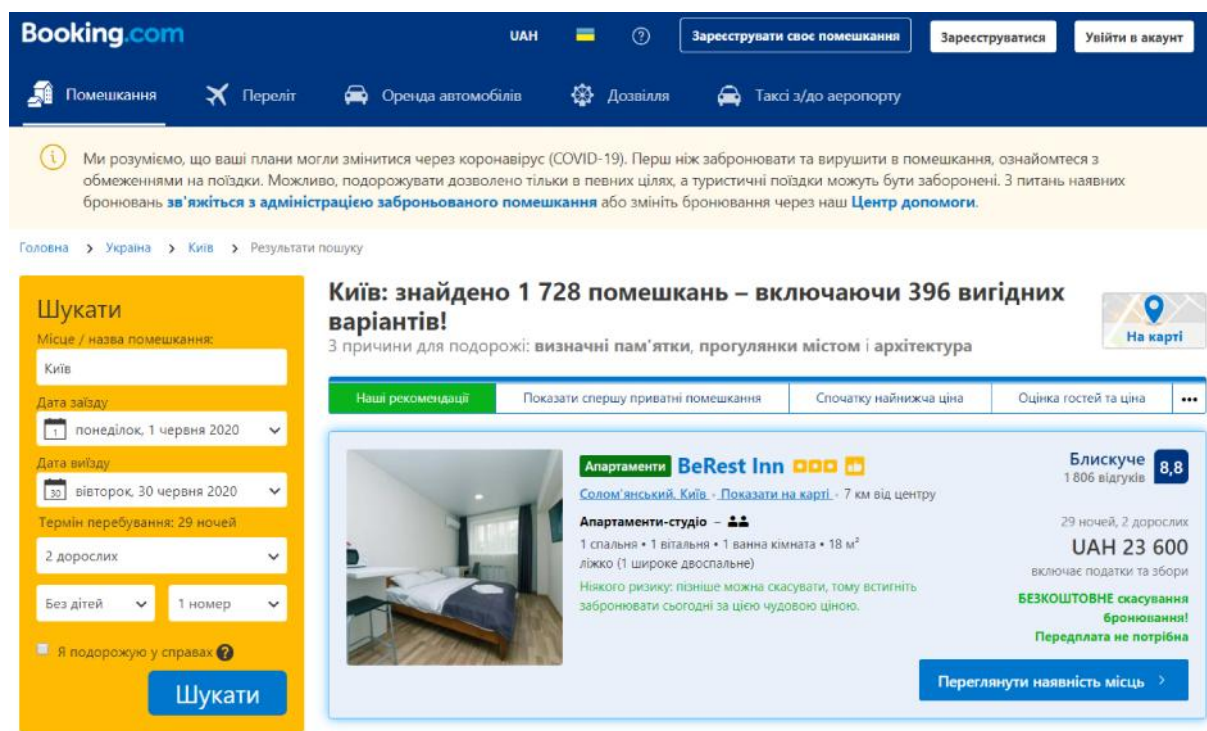 Booking.com
UAH
Зареєструвати своє помешкання
Зареєструватися
Увійти в акаунт
Помешкання
Переліт
Оренда автомобілів
Дозвілля
Таксі з/до аеропорту
Ми розуміємо, що ваші плани могли змінитися через коронавірус (COVID-19). Перш ніж забронювати та вирушити в помешкання, ознайомтеся з
обмеженнями на поїздки. Можливо, подорожувати дозволено тільки в певних цілях, а туристичні поїздки можуть бути заборонені. З питань наявних
бронювань зв'яжіться з адміністрацією заброньованого помешкання або змініть бронювання через наш Центр допомоги.
Головна > Україна > Київ > Результати пошуку
Шукати
Місце / назва помешкання:
Київ
Дата заїзду
1 понеділок, 1 червня 2020
Дата виїзду
30 вівторок, 30 червня 2020
Термін перебування: 29 ночей
2 дорослих
Без дітей
1 номер
Я подорожую у справах ?
Шукати
Київ: знайдено 1 728 помешкань – включаючи 396 вигідних
варіантів!
3 причини для подорожі: визначні пам'ятки, прогулянки містом і архітектура
На карті
Наші рекомендації
Показати спершу приватні помешкання
Спочатку найнижча ціна
Оцінка гостей та ціна
•••
Апартаменти BeRest Inn
Солом'янський, Київ - Показати на карті - 7 км від центру
Апартаменти-студіо –
1 спальня • 1 вітальня • 1 ванна кімната • 18 м²
ліжко (1 широке двоспальне)
Ніякого ризику: пізніше можна скасувати, тому встигніть
забронювати сьогодні за цією чудовою ціною.
Блискуче 8,8
1 806 відгуків
29 ночей, 2 дорослих
UAH 23 600
включає податки та збори
БЕЗКОШТОВНЕ скасування
бронювання!
Передплата не потрібна
Переглянути наявність місць >